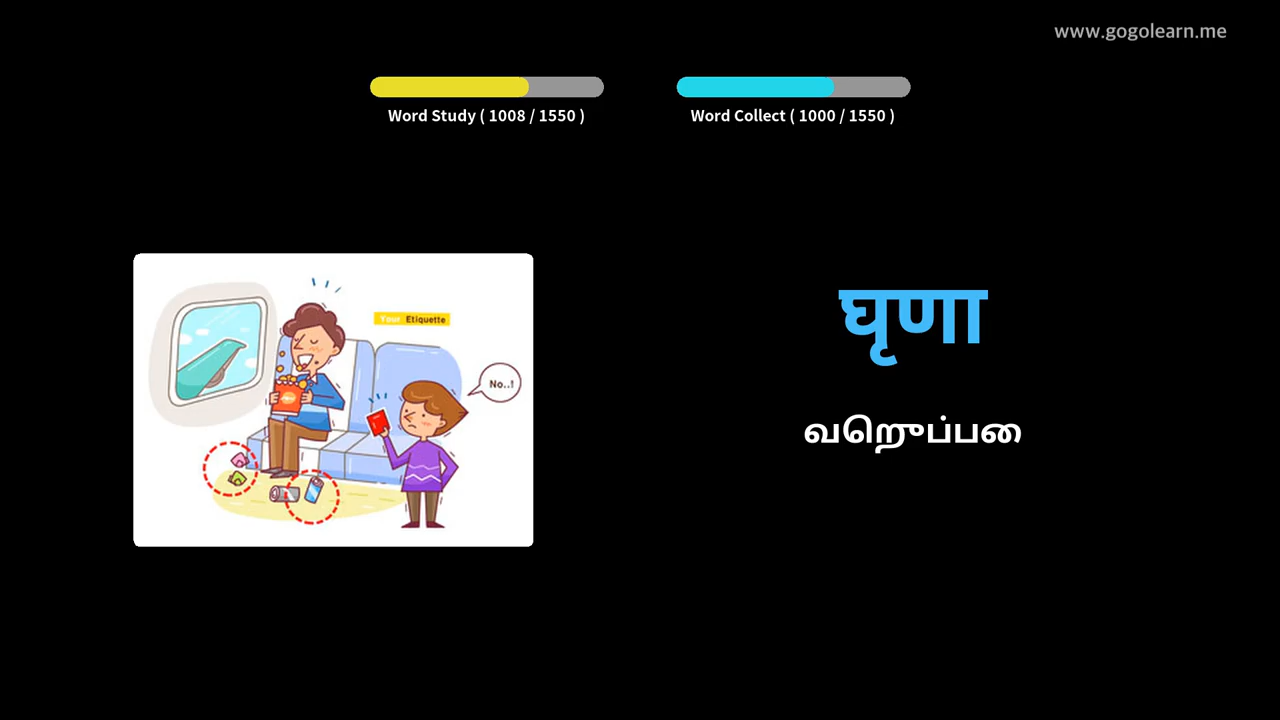 www.gogolearn.me
Word Study ( 1008 / 1550 )
Word Collect ( 1000 / 1550 )
Your Etiquette
No..!
घृणा
வெறுப்பை